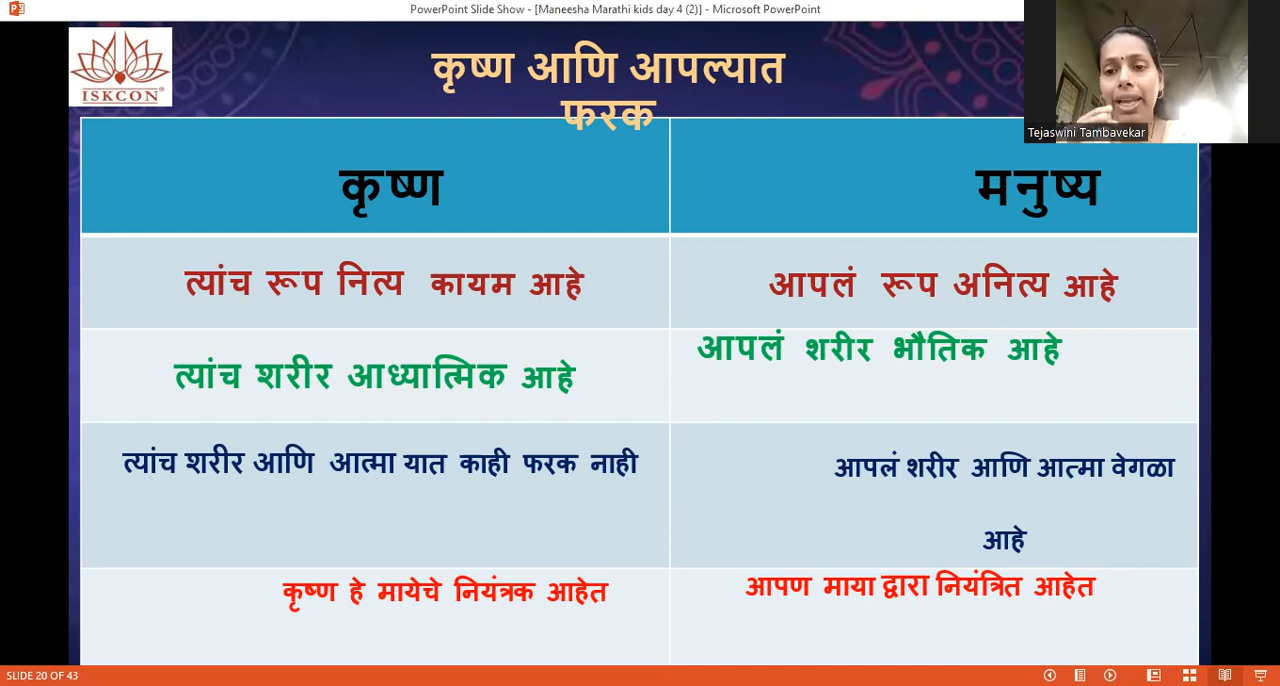 PowerPoint Slide Show - [Maneesha Marathi kids day 4 (2)] - Microsoft PowerPoint
ISKCON
कृष्ण आणि आपल्यात
फरक
Tejaswini Tambavekar
कृष्ण
मनुष्य
त्यांच रूप नित्य कायम आहे
आपलं रूप अनित्य आहे
त्यांच शरीर आध्यात्मिक आहे
आपलं शरीर भौतिक आहे
त्यांच शरीर आणि आत्मा यात काही फरक नाही
आपलं शरीर आणि आत्मा वेगळा
आहे
कृष्ण हे मायेचे नियंत्रक आहेत
आपण माया द्वारा नियंत्रित आहेत
SLIDE 20 OF 43